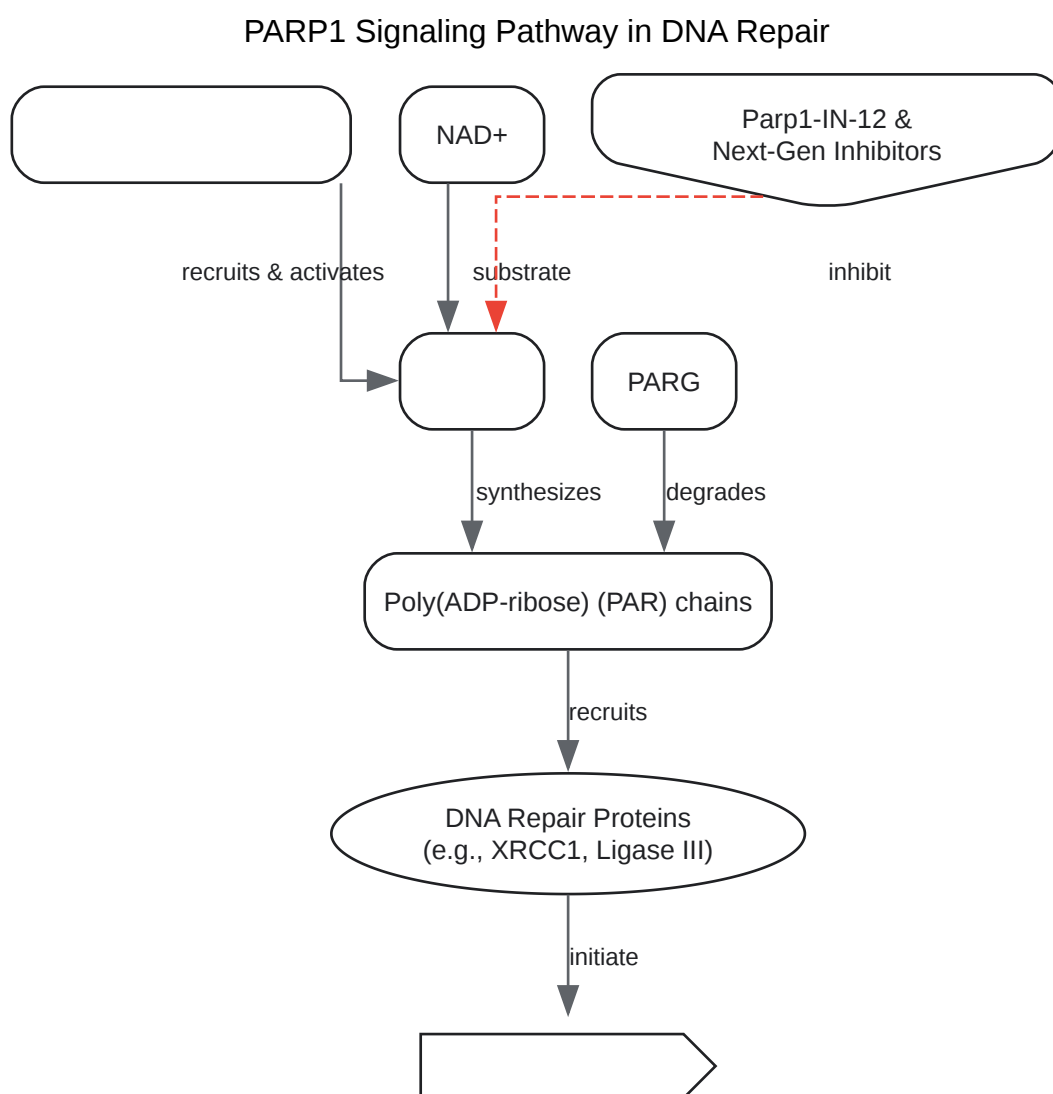 PARP1 Signaling Pathway in DNA Repair
NAD+
Parp1-IN-12 &
Next-Gen Inhibitors
recruits & activates
substrate
inhibit
PARG
synthesizes
degrades
Poly(ADP-ribose) (PAR) chains
recruits
DNA Repair Proteins
(e.g., XRCC1, Ligase III)
initiate